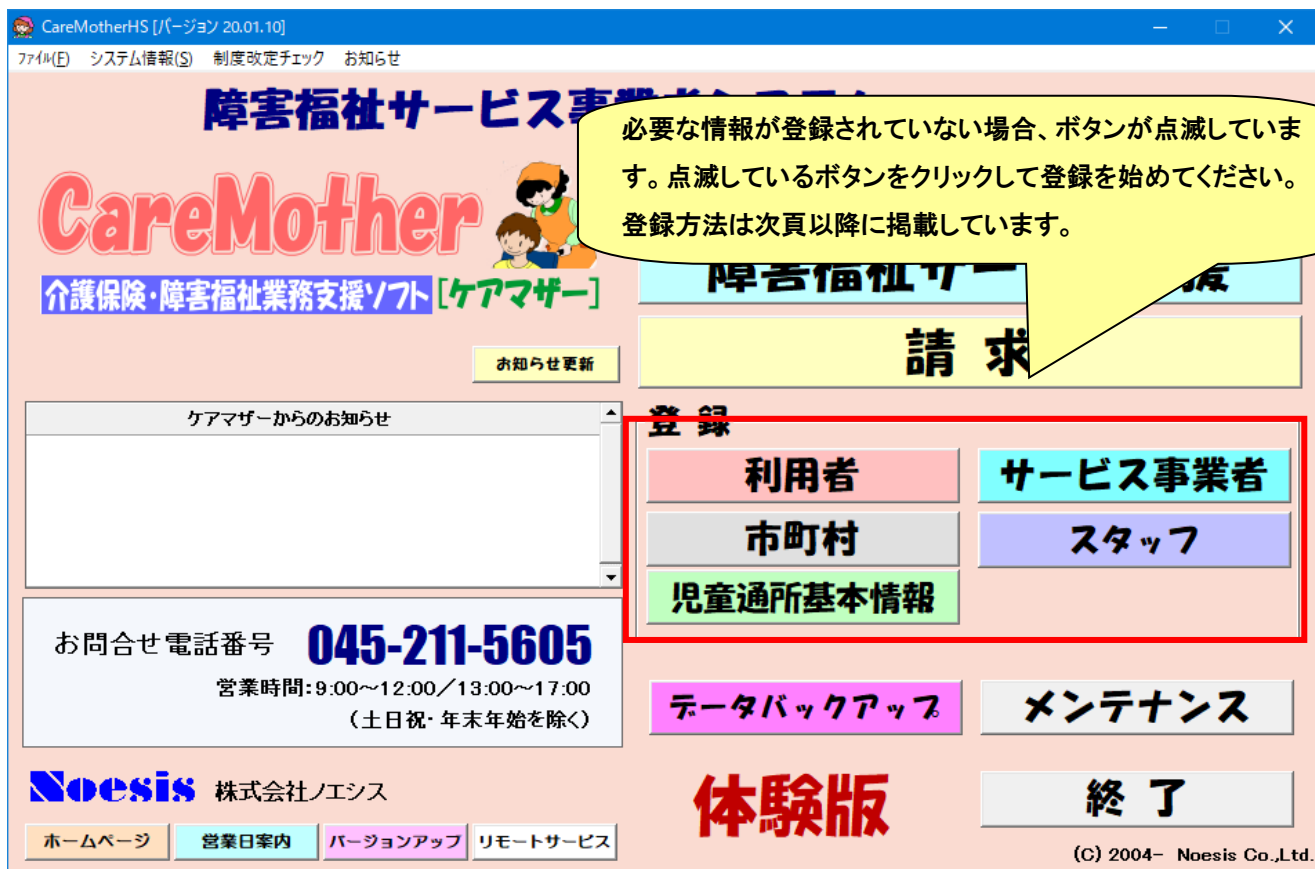 CareMotherHS [バージョン 20.01.10]
ファイル(F) システム情報(S) 制度改定チェック お知らせ
障害福祉サービス事
必要な情報が登録されていない場合、ボタンが点滅していま
す。点滅しているボタンをクリックして登録を始めてください。
登録方法は次頁以降に掲載しています。
CareMother
介護保険・障害福祉業務支援ソフト[ケアマザー]
障害福祉サー
援
請 求
お知らせ更新
ケアマザーからのお知らせ
登 録
利用者
サービス事業者
市町村
スタッフ
児童通所基本情報
お問合せ電話番号 045-211-5605
営業時間:9:00~12:00/13:00~17:00
(土日祝・年末年始を除く)
データバックアップ
メンテナンス
Noesis 株式会社ノエシス
体験版
終 了
ホームページ
営業日案内
バージョンアップ
リモートサービス
(C) 2004- Noesis Co.,Ltd.